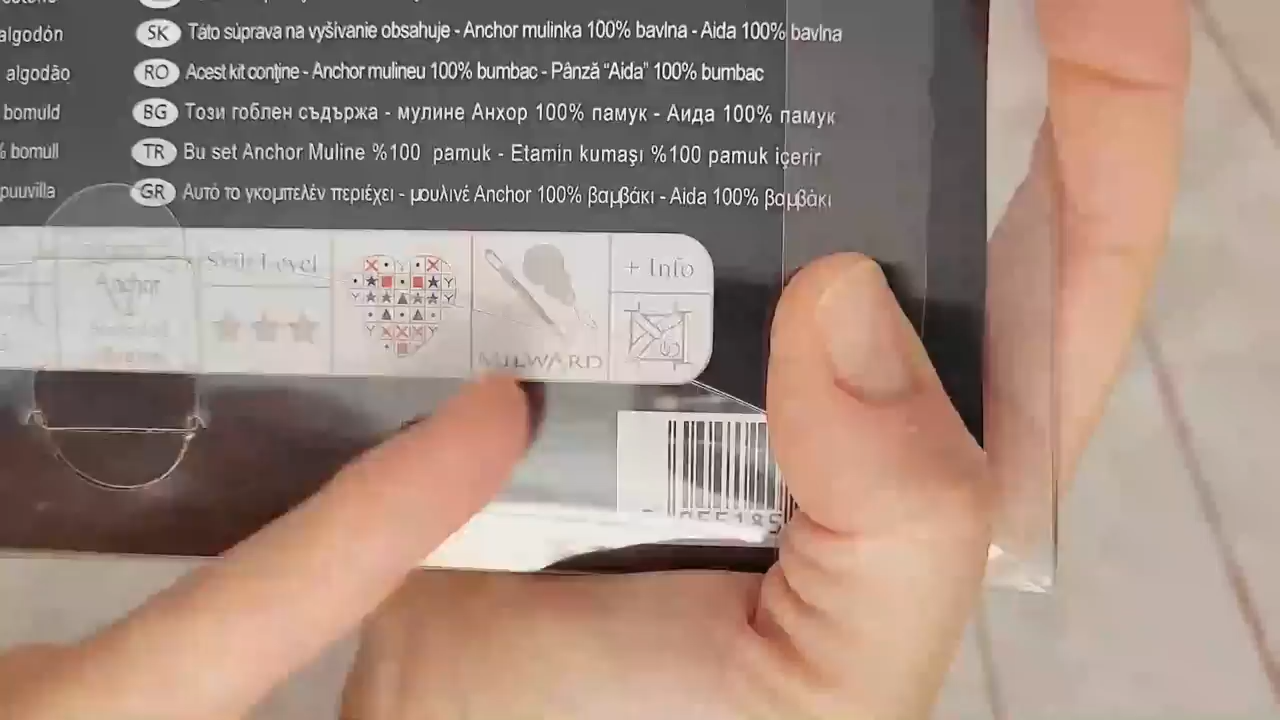 algodón
SK Táto súprava na vyšívanie obsahuje - Anchor mulinka 100% bavlna - Aida 100% bavlna
algodão
RO Acest kit conţine - Anchor mulineu 100% bumbac - Pânză "Aida" 100% bumbac
bomuld
BG Този гоблен съдържа - мулине Анхор 100% памук - Аида 100% памук
% bomull
TR Bu set Anchor Muline %100 pamuk - Etamin kumaşı %100 pamuk içerir
puuvilla
GR Αυτό το γκομπελέν περιέχει - μουλινέ Anchor 100% βαμβάκι - Aida 100% βαμβάκι
Anchor
Skill Level
MILWARD
+ Info
055185